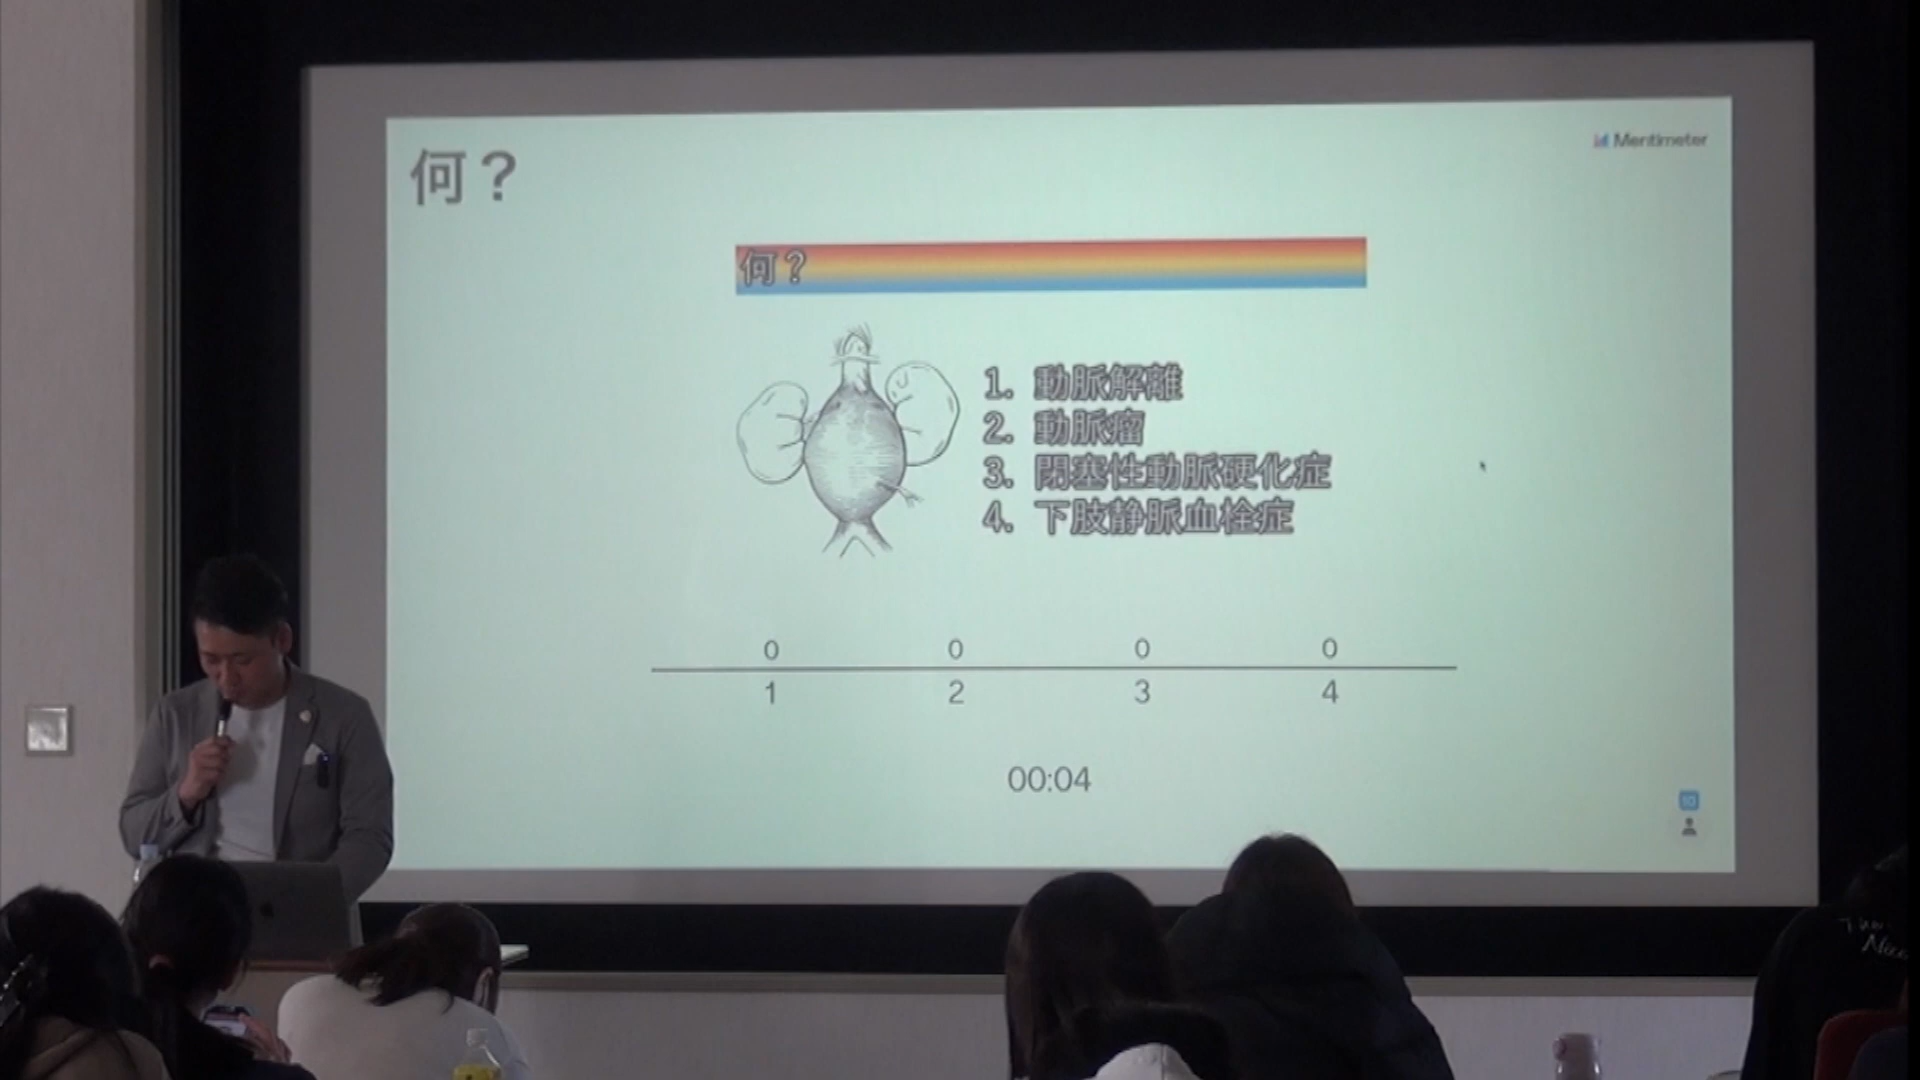 何？
Mentimeter
何？
1. 動脈解離
2. 動脈瘤
3. 閉塞性動脈硬化症
4. 下肢静脈血栓症
0 0 0 0
1 2 3 4
00:04